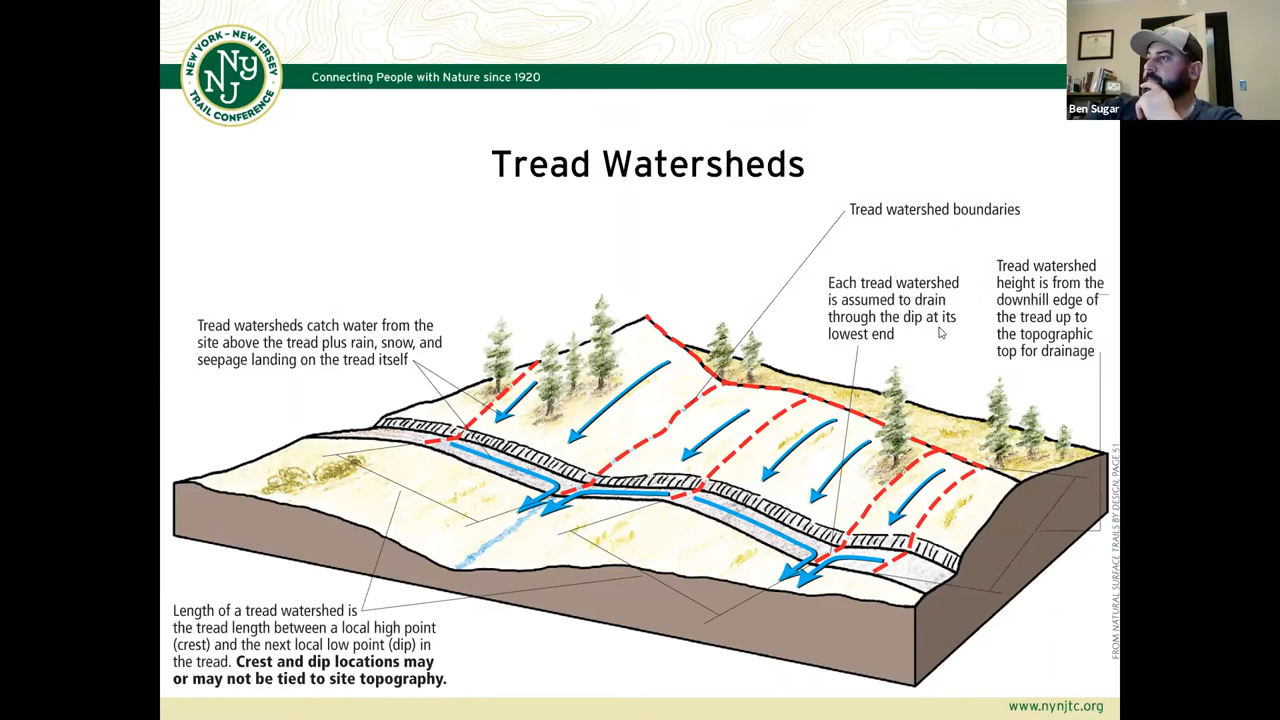 NEW YORK – NEW JERSEY
NY
NJ
TRAIL CONFERENCE
Connecting People with Nature since 1920
Ben Sugar
Tread Watersheds
Tread watershed boundaries
Each tread watershed
is assumed to drain
through the dip at its
lowest end
Tread watershed
height is from the
downhill edge of
the tread up to
the topographic
top for drainage
Tread watersheds catch water from the
site above the tread plus rain, snow, and
seepage landing on the tread itself
Length of a tread watershed is
the tread length between a local high point
(crest) and the next local low point (dip) in
the tread. Crest and dip locations may
or may not be tied to site topography.
FROM NATURAL SURFACE TRAILS BY DESIGN, PAGE 51
www.nynjtc.org